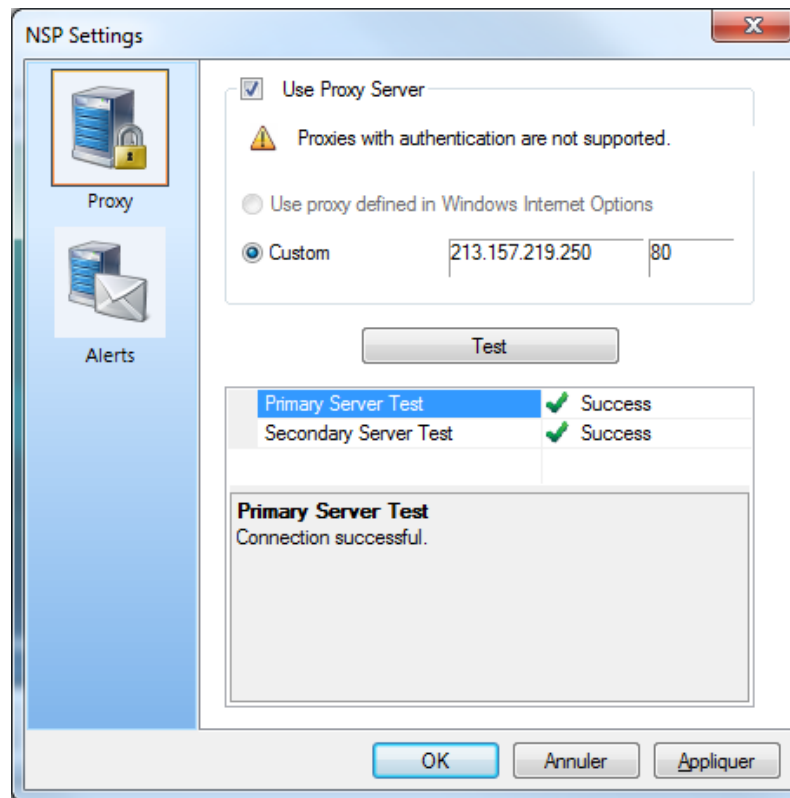 NSP Settings
Proxy
Alerts
Use Proxy Server
Proxies with authentication are not supported.
Use proxy defined in Windows Internet Options
Custom 213.157.219.250 80
Test
Primary Server Test Success
Secondary Server Test Success
Primary Server Test
Connection successful.
OK Annuler Appliquer